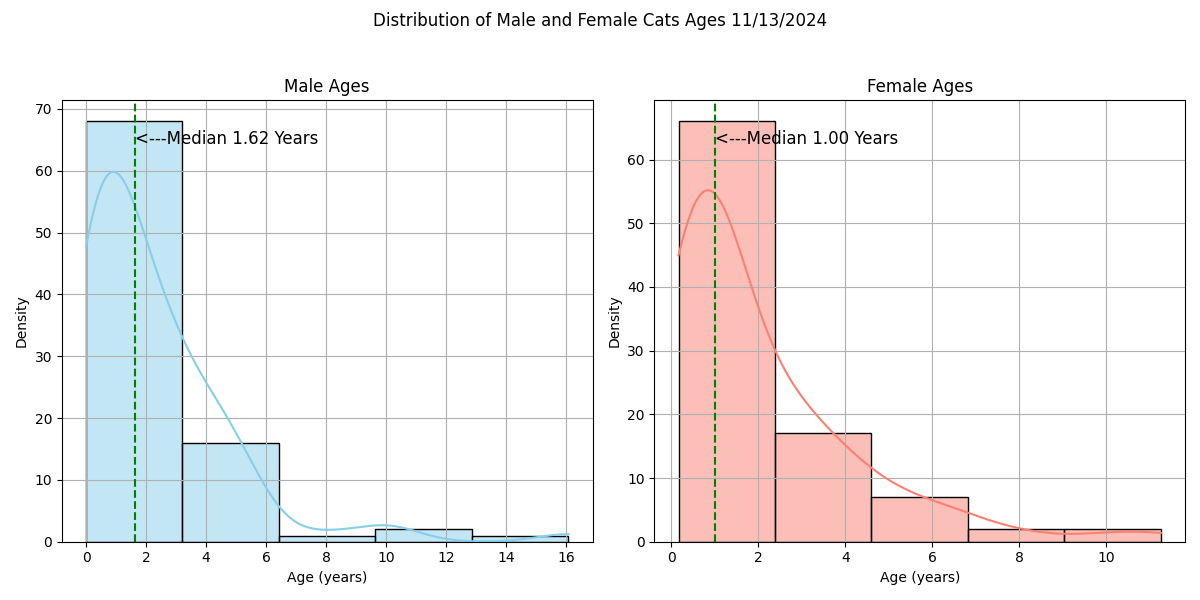 Distribution of Male and Female Cats Ages 11/13/2024
Male Ages
Density
70
60
50
40
30
20
10
0
<---Median 1.62 Years
0 2 4 6 8 10 12 14 16
Age (years)
Female Ages
Density
60
50
40
30
20
10
0
<---Median 1.00 Years
0 2 4 6 8 10
Age (years)